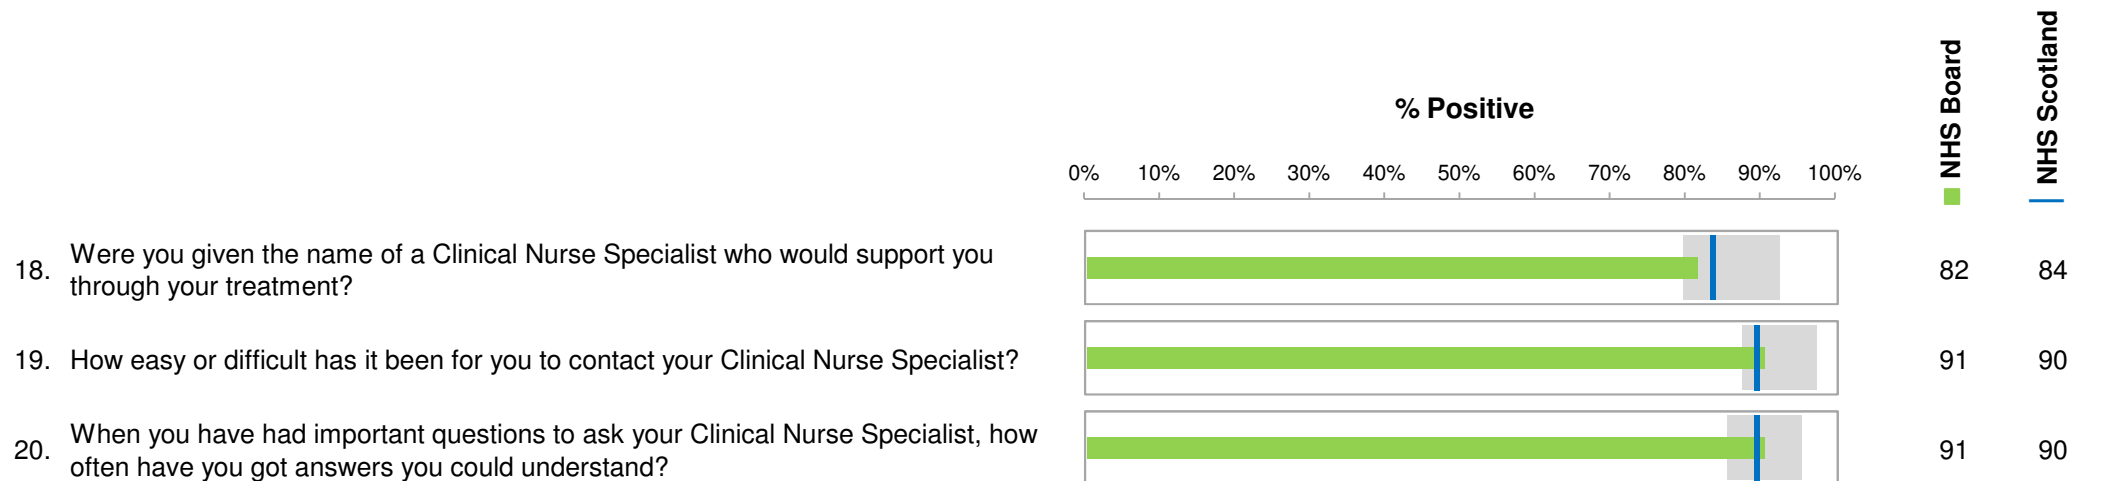 NHS Board
NHS Scotland
% Positive
0% 10% 20% 30% 40% 50% 60% 70% 80% 90% 100%
18. Were you given the name of a Clinical Nurse Specialist who would support you
through your treatment?
82 84
19. How easy or difficult has it been for you to contact your Clinical Nurse Specialist?
91 90
20. When you have had important questions to ask your Clinical Nurse Specialist, how
often have you got answers you could understand?
91 90